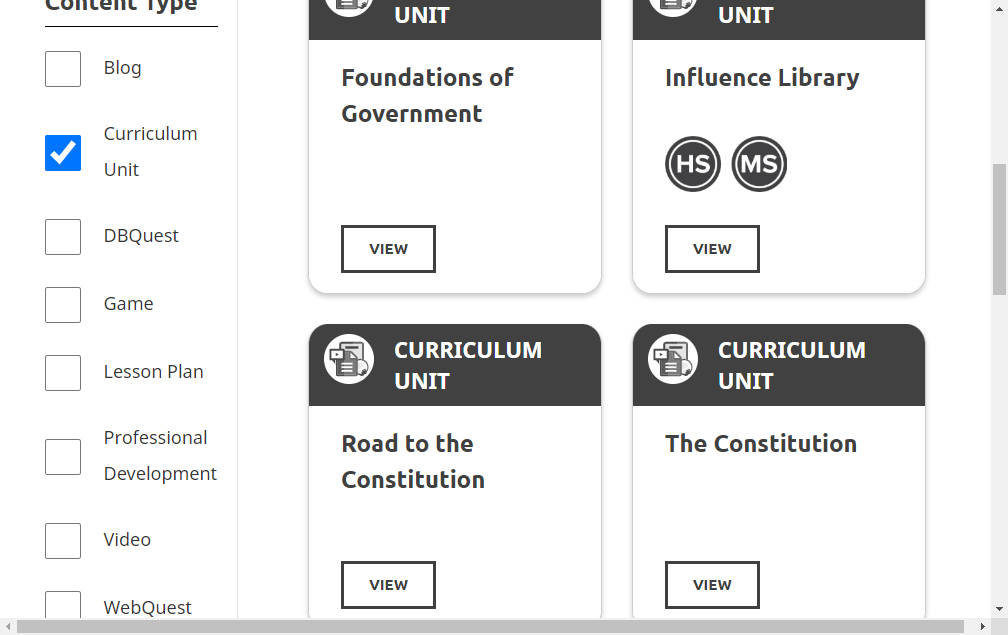 Content Type
Blog
Curriculum
Unit
DBQuest
Game
Lesson Plan
Professional
Development
Video
WebQuest
UNIT
Foundations of
Government
VIEW
UNIT
Influence Library
HS MS
VIEW
CURRICULUM
UNIT
Road to the
Constitution
VIEW
CURRICULUM
UNIT
The Constitution
VIEW